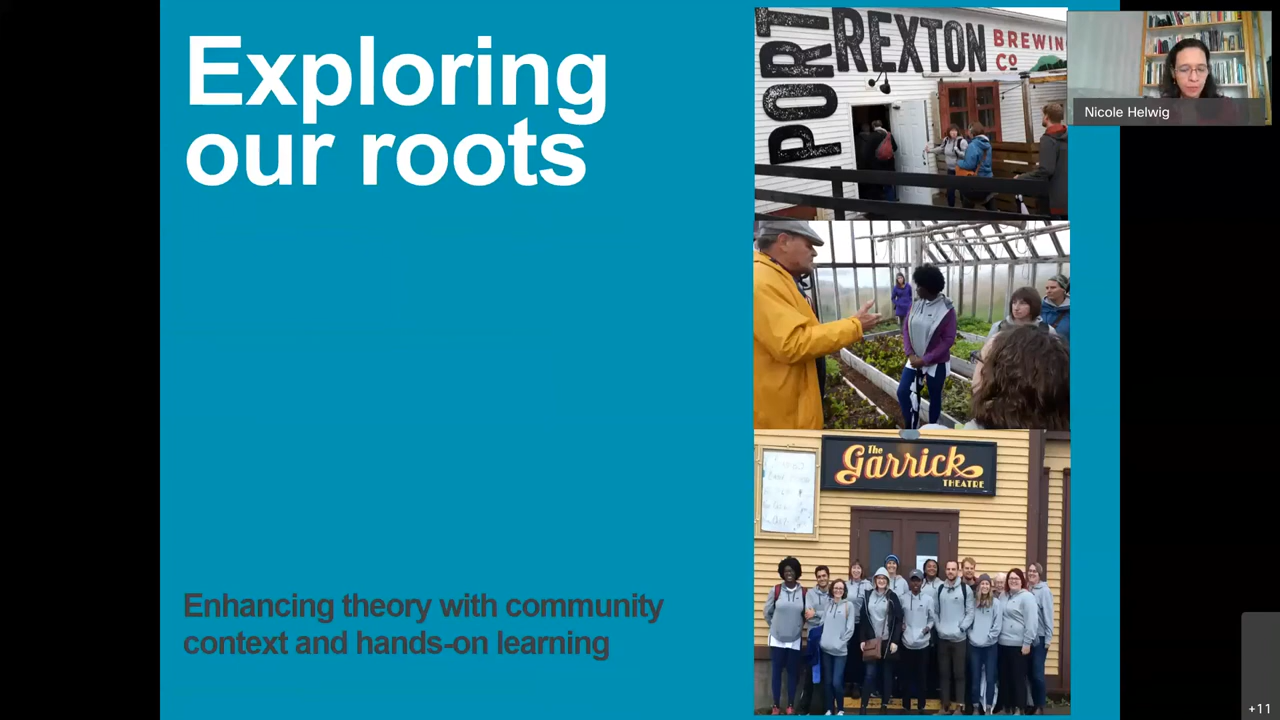 Exploring
our roots
Enhancing theory with community
context and hands-on learning
PORT
REXTON
BREWIN
Co
The
Garrick
THEATRE
Nicole Helwig
+11